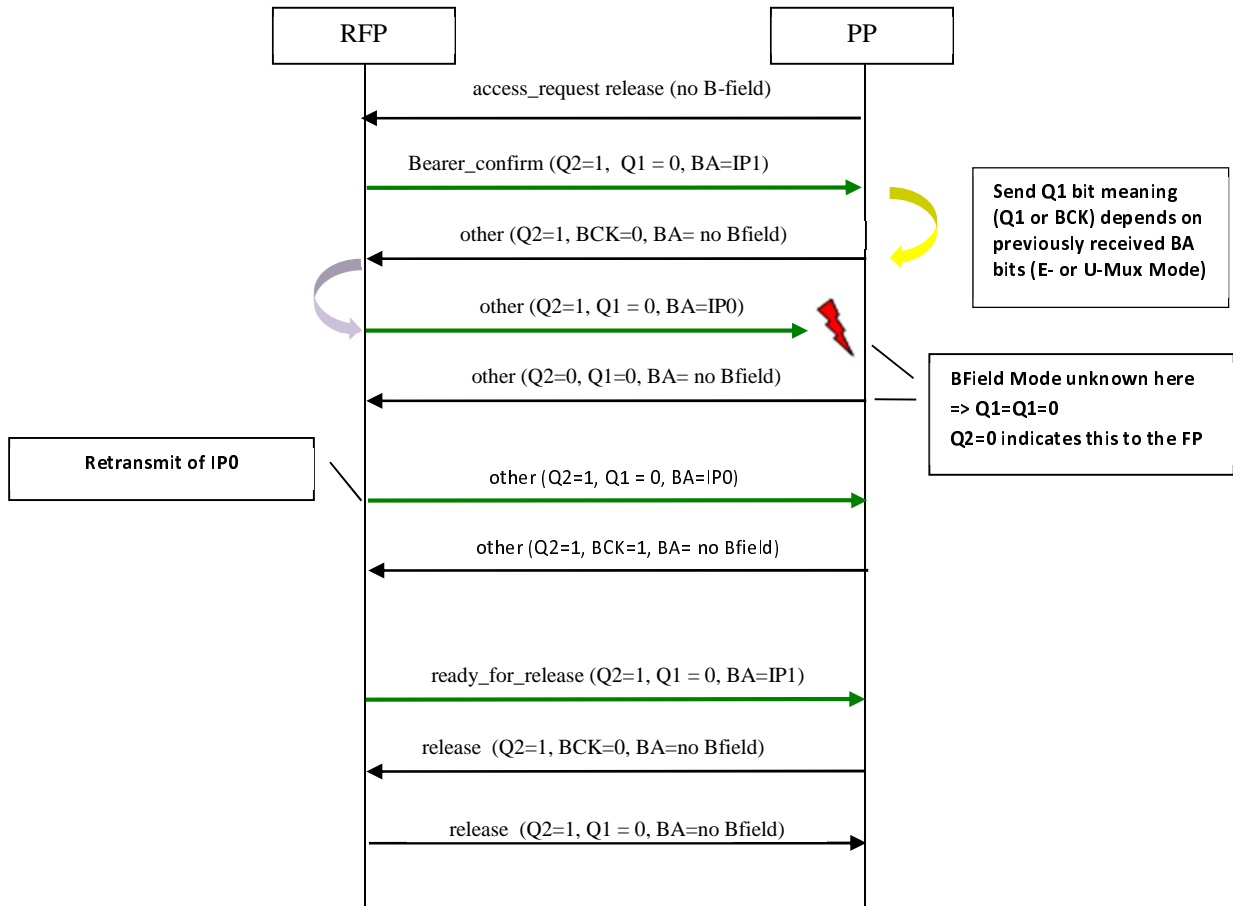 RFP
PP
access_request release (no B-field)
Bearer_confirm (Q2=1, Q1 = 0, BA=IP1)
Send Q1 bit meaning
(Q1 or BCK) depends on
previously received BA
bits (E- or U-Mux Mode)
other (Q2=1, BCK=0, BA= no Bfield)
other (Q2=1, Q1 = 0, BA=IP0)
other (Q2=0, Q1=0, BA= no Bfield)
BField Mode unknown here
=> Q1=Q1=0
Q2=0 indicates this to the FP
Retransmit of IP0
other (Q2=1, Q1 = 0, BA=IP0)
other (Q2=1, BCK=1, BA= no Bfield)
ready_for_release (Q2=1, Q1 = 0, BA=IP1)
release (Q2=1, BCK=0, BA=no Bfield)
release (Q2=1, Q1 = 0, BA=no Bfield)